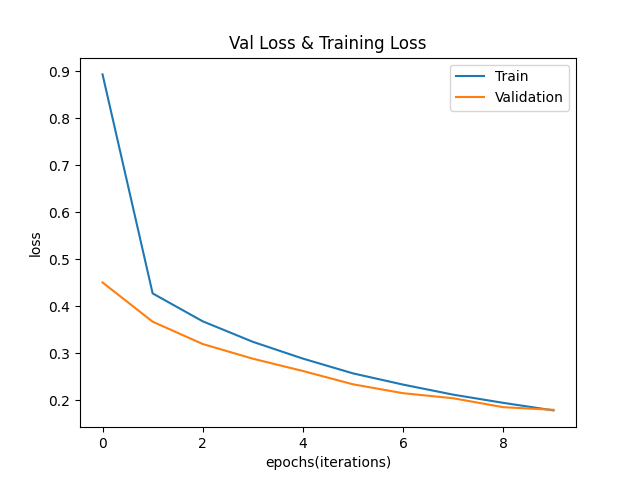 Val Loss & Training Loss
Train
Validation
0.9
0.8
0.7
0.6
0.5
0.4
0.3
0.2
loss
0 2 4 6 8
epochs(iterations)